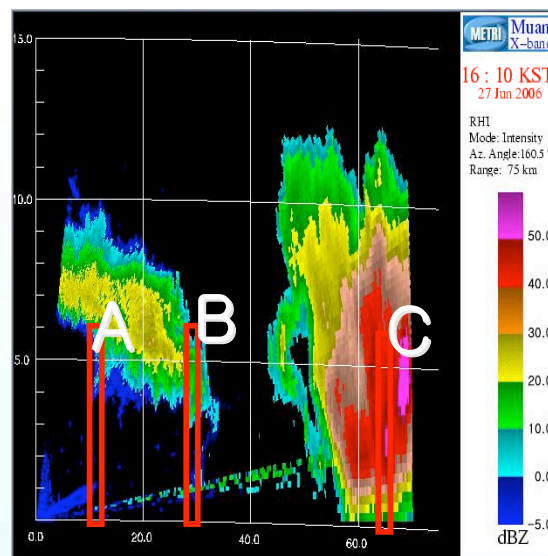 15.0
10.0
5.0
0.0
20.0
40.0
60.0
A
B
C
METRI
Muan
X-band
16 : 10 KST
27 Jun 2006
RHI
Mode: Intensity
Az. Angle:160.5
Range: 75 km
50.
40.0
30.0
20.0
10.0
0.0
-5.0
dBZ